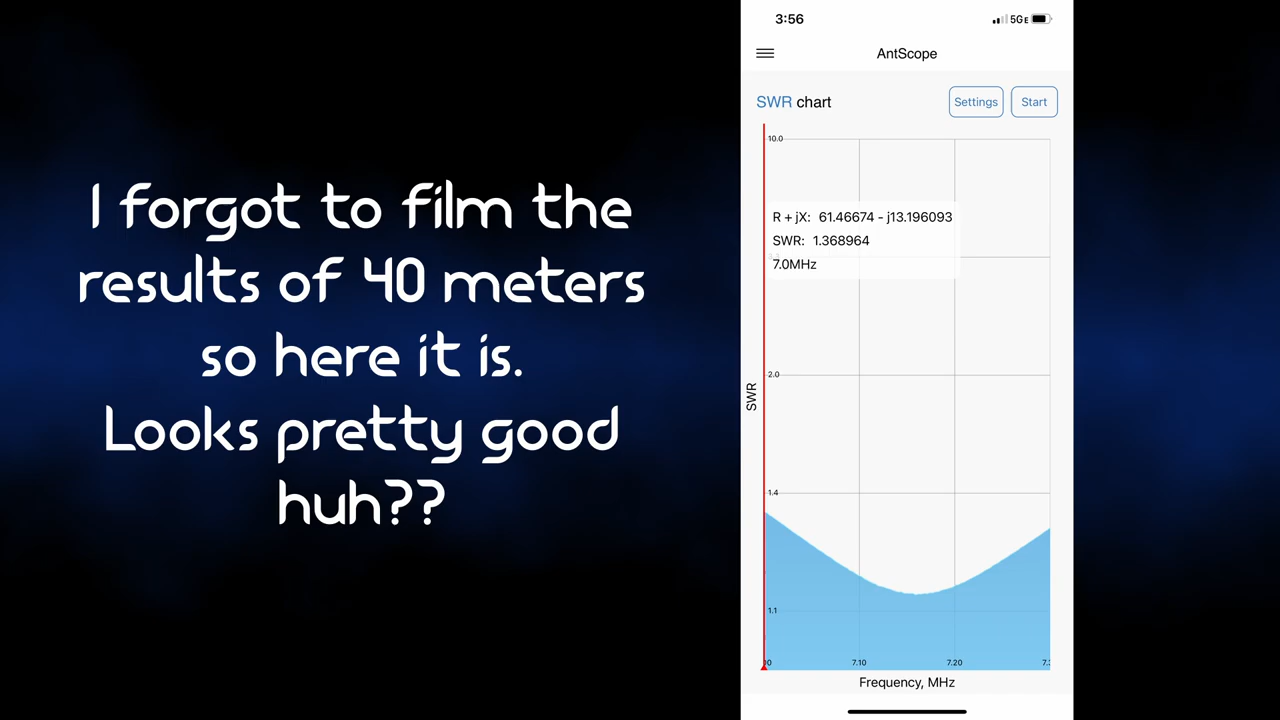 I forgot to film the
results of 40 meters
so here it is.
Looks pretty good
huh??
3:56
5GE
AntScope
SWR chart
Settings
Start
10.0
R + jX: 61.46674 - j13.196093
SWR: 1.368964
7.0MHz
2.0
SWR
1.4
1.1
7.10
7.20
Frequency, MHz